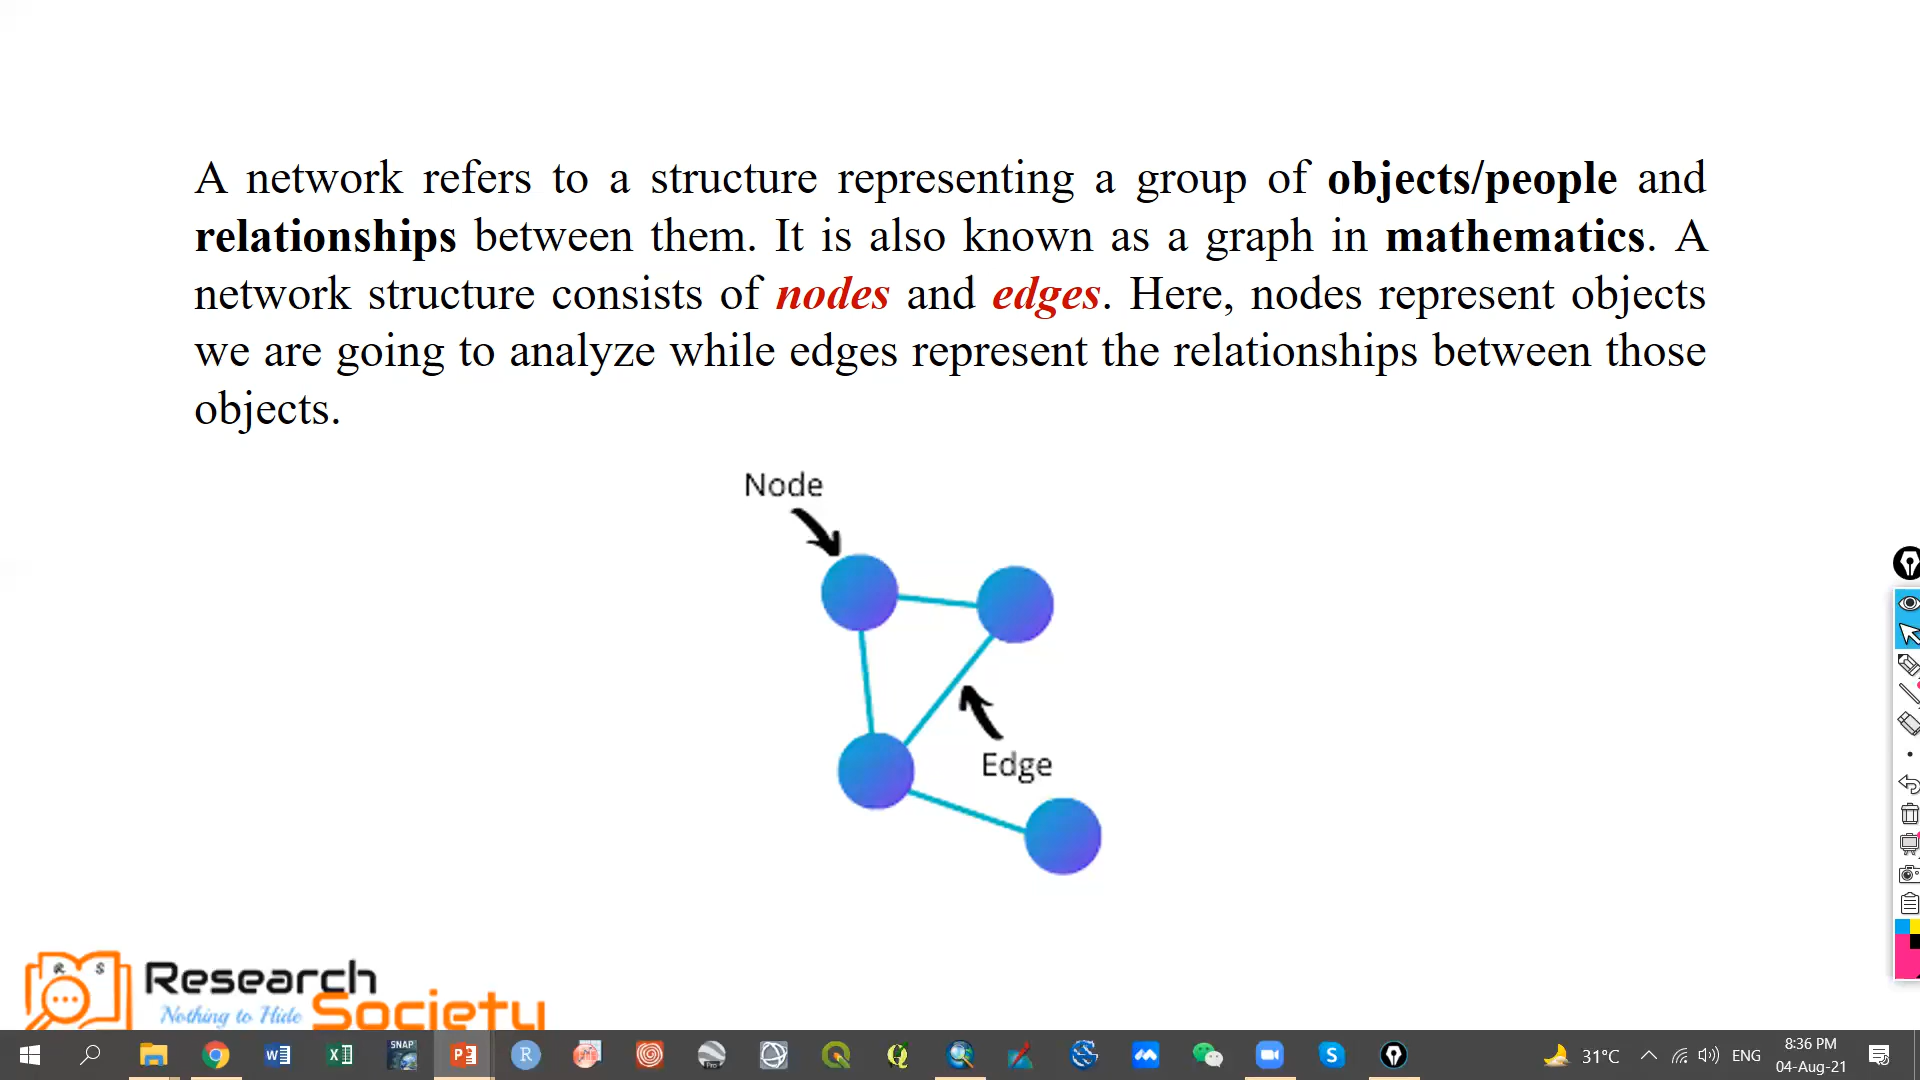 A network refers to a structure representing a group of objects/people and
relationships between them. It is also known as a graph in mathematics. A
network structure consists of nodes and edges. Here, nodes represent objects
we are going to analyze while edges represent the relationships between those
objects.
Node
Edge
R S
Research
Nothing to Hide Society
SNAP
Pro
31°C
ENG
8:36 PM
04-Aug-21